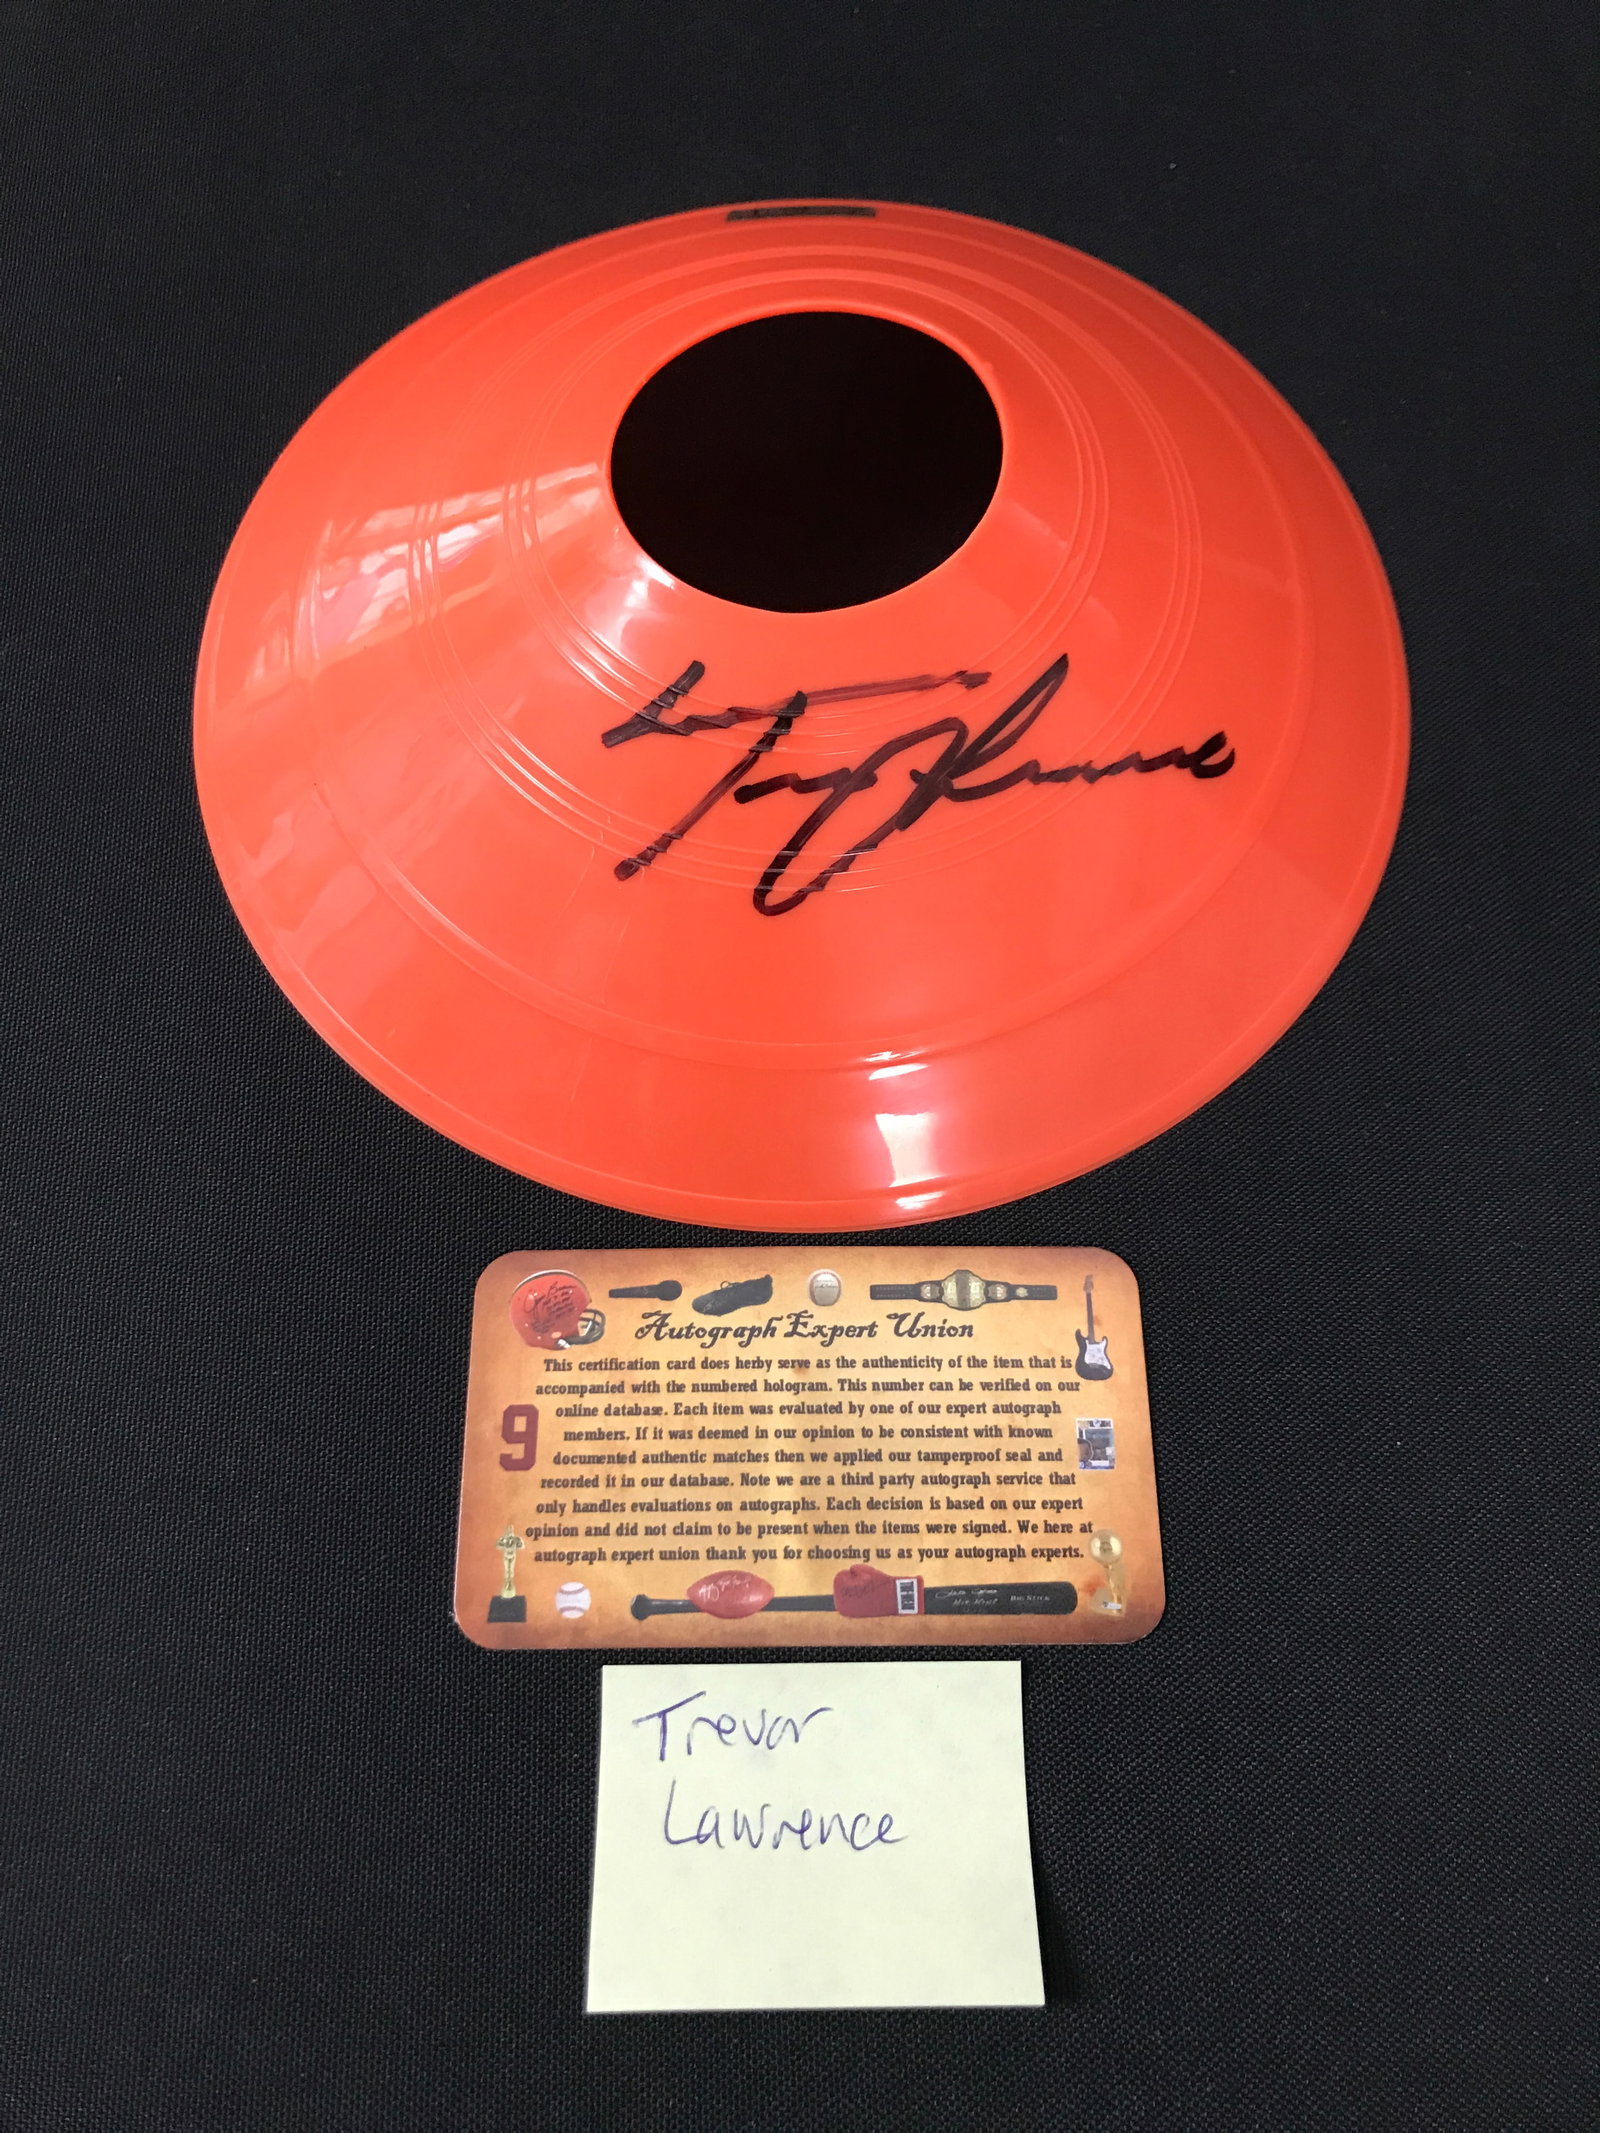 Autograph Expert Union
This certification card does herby serve as the authenticity of the item that is
accompanied with the numbered hologram. This number can be verified on our
online database. Each item was evaluated by one of our expert autograph
members. If it was deemed in our opinion to be consistent with known
documented authentic matches then we applied our tamperproof seal and
recorded it in our database. Note we are a third party autograph service that
only handles evaluations on autographs. Each decision is based on our expert
opinion and did not claim to be present when the items were signed. We here at
autograph expert union thank you for choosing us as your autograph experts.
9
BIG STICK
Trevor
Lawrence